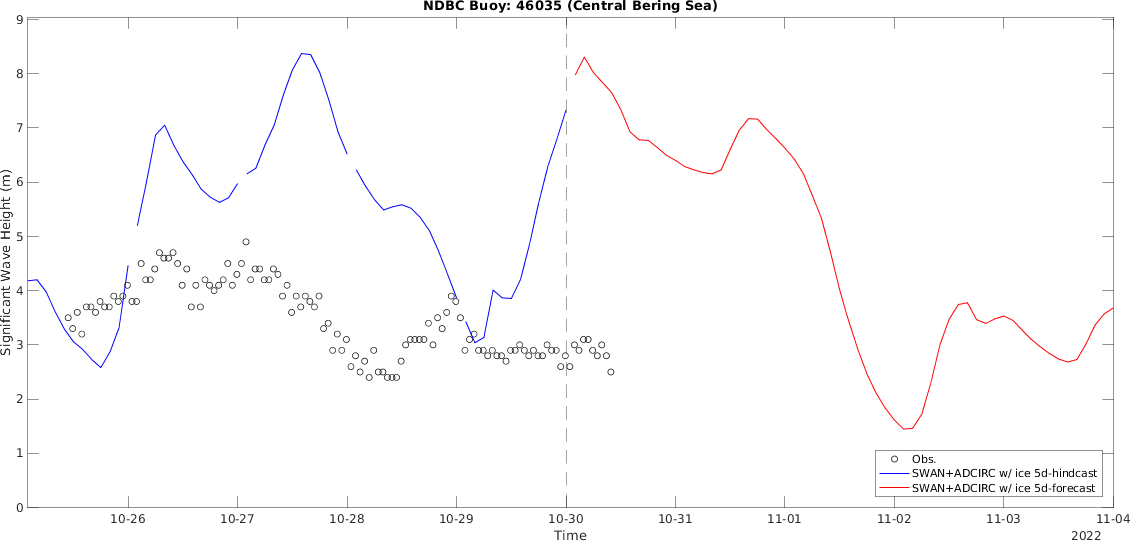 NDBC Buoy: 46035 (Central Bering Sea)
9
8
7
6
5
4
3
2
1
0
Significant Wave Height (m)
Obs.
SWAN+ADCIRC w/ ice 5d-hindcast
SWAN+ADCIRC w/ ice 5d-forecast
10-26 10-27 10-28 10-29 10-30 10-31 11-01 11-02 11-03 11-04
Time
2022